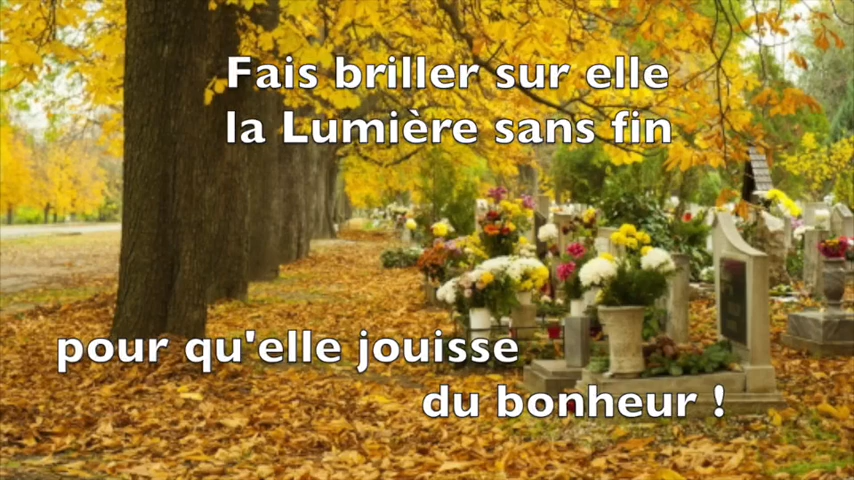 Fais briller sur elle
la Lumière sans fin
pour qu'elle jouisse
du bonheur !